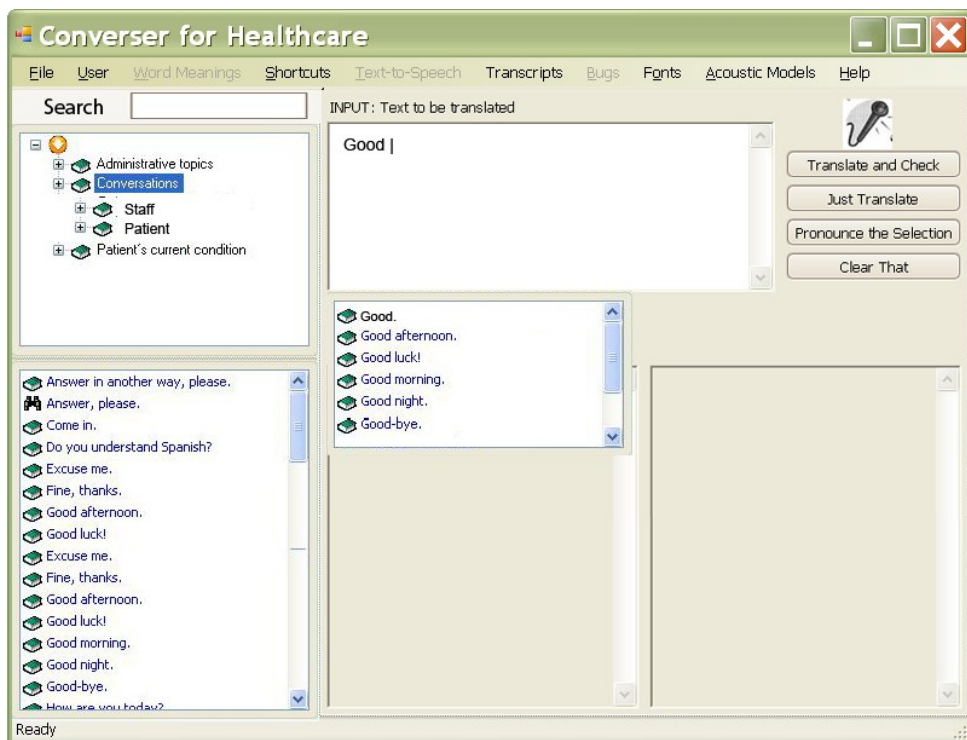 Converser for Healthcare
File User Word Meanings Shortcuts Text-to-Speech Transcripts Bugs Fonts Acoustic Models Help
Search
INPUT: Text to be translated
Good
Translate and Check
Just Translate
Pronounce the Selection
Clear That
Administrative topics
Conversations
Staff
Patient
Patient´s current condition
Good.
Good afternoon.
Good luck!
Good morning.
Good night.
Good-bye.
Answer in another way, please.
Answer, please.
Come in.
Do you understand Spanish?
Excuse me.
Fine, thanks.
Good afternoon.
Good luck!
Excuse me.
Fine, thanks.
Good afternoon.
Good luck!
Good morning.
Good night.
Good-bye.
How are you today?
Ready